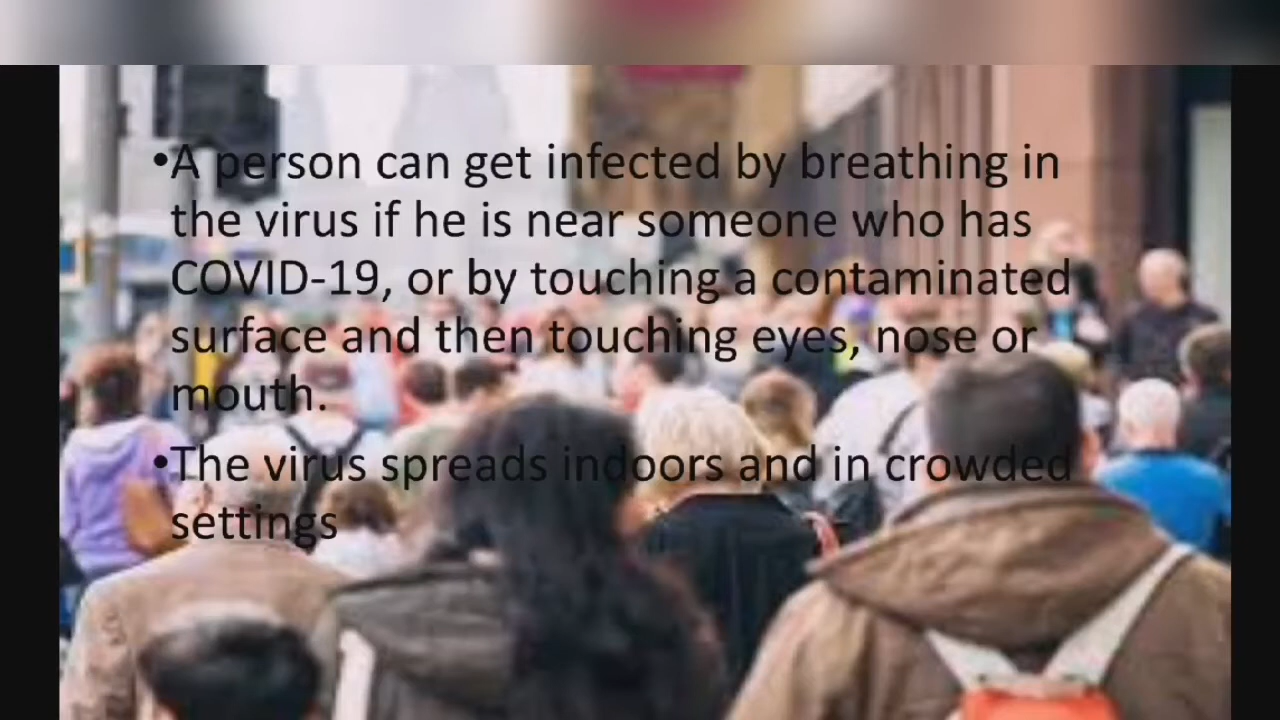 •A person can get infected by breathing in
the virus if he is near someone who has
COVID-19, or by touching a contaminated
surface and then touching eyes, nose or
mouth.
•The virus spreads indoors and in crowded
settings